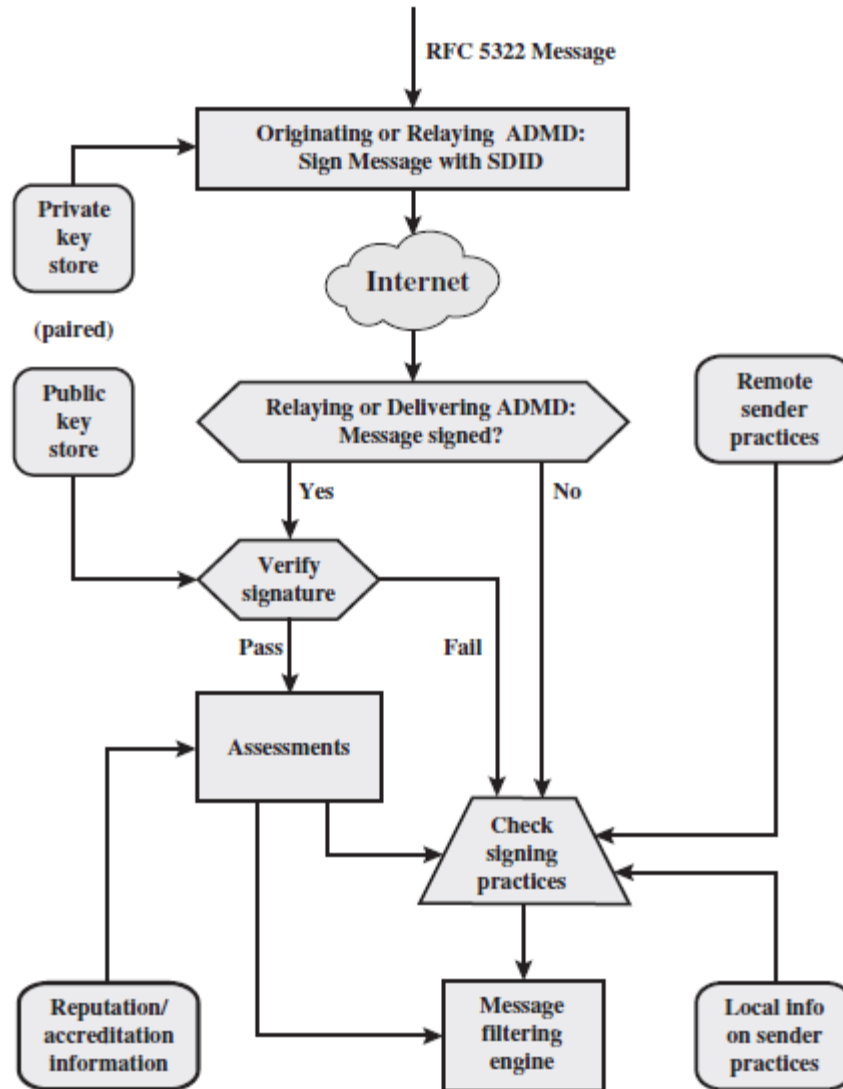 RFC 5322 Message
Originating or Relaying ADMD:
Sign Message with SDID
Private
key
store
Internet
(paired)
Public
key
store
Relaying or Delivering ADMD:
Message signed?
Remote
sender
practices
Yes
No
Verify
signature
Pass
Fail
Assessments
Check
signing
practices
Reputation/
accreditation
information
Message
filtering
engine
Local info
on sender
practices